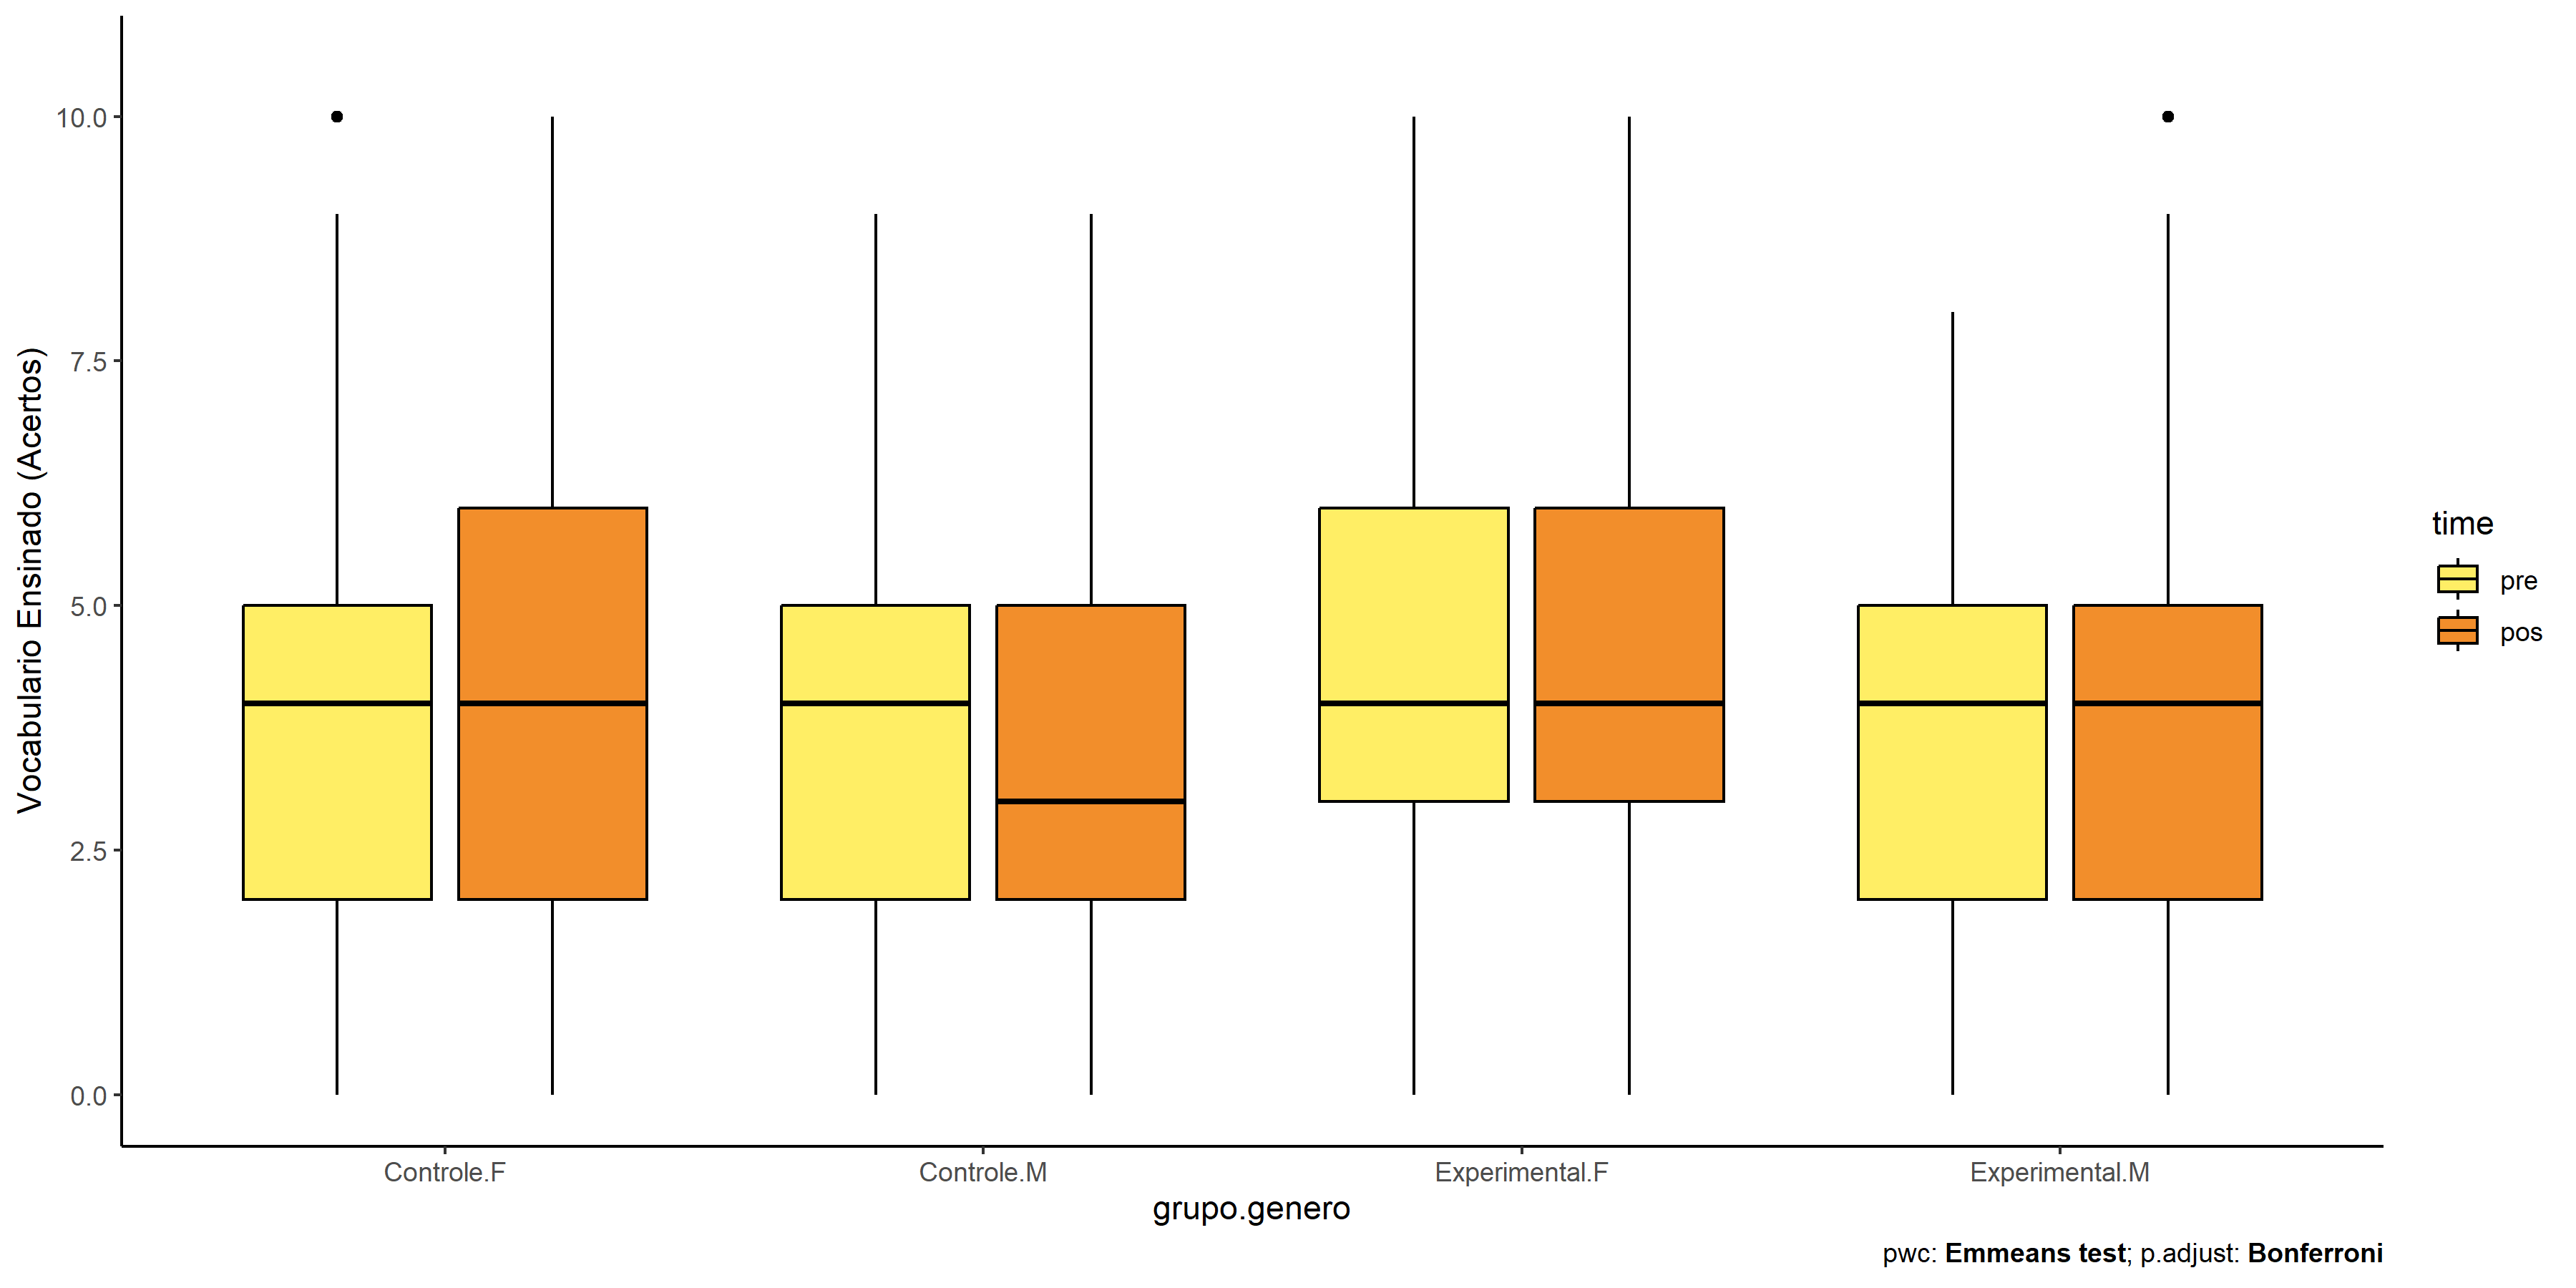 Vocabulario Ensinado (Acertos)
10.0
7.5
5.0
2.5
0.0
Controle.F
Controle.M
Experimental.F
Experimental.M
grupo.genero
time
pre
pos
pwc: Emmeans test; p.adjust: Bonferroni